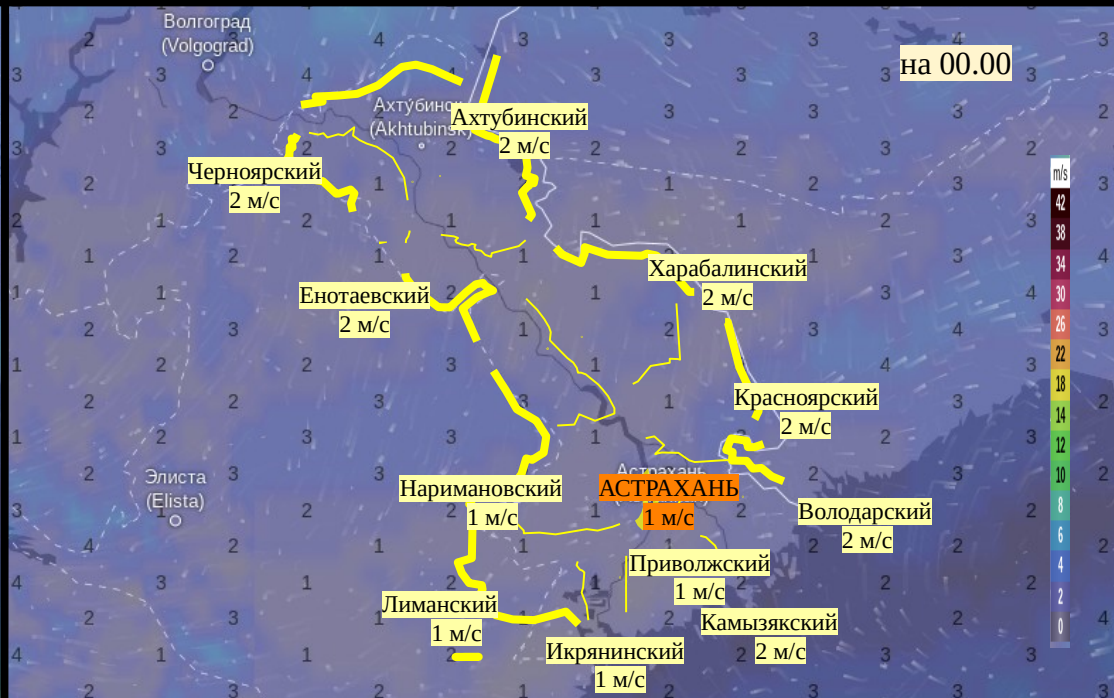 Волгоград
(Volgograd)
на 00.00
Ахту́бинск
(Akhtubinsk)
Ахтубинский
2 м/с
Черноярский
2 м/с
Харабалинский
2 м/с
Енотаевский
2 м/с
Красноярский
2 м/с
Элиста
(Elista)
Астрахань
Наримановский
1 м/с
АСТРАХАНЬ
1 м/с
Володарский
2 м/с
Приволжский
1 м/с
Лиманский
1 м/с
Камызякский
2 м/с
Икрянинский
1 м/с
m/s
42
38
34
30
26
22
18
14
12
10
8
6
4
2
0